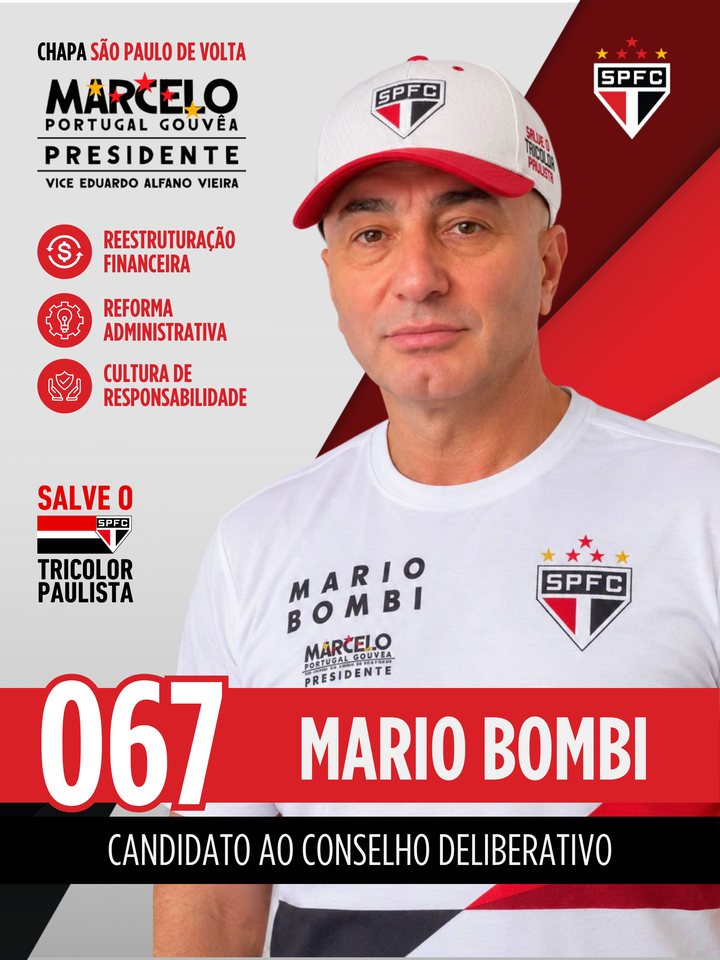 CHAPA SÃO PAULO DE VOLTA
MARCELO
PORTUGAL GOUVÊA
PRESIDENTE
VICE EDUARDO ALFANO VIEIRA
SPFC
SPFC
SALVE O
TRICOLOR
PAULISTA
REESTRUTURAÇÃO
FINANCEIRA
REFORMA
ADMINISTRATIVA
CULTURA DE
RESPONSABILIDADE
SALVE O
SPFC
TRICOLOR
PAULISTA
MARIO
BOMBI
SPFC
MARCELO
PORTUGAL GOUVÊA
PRESIDENTE
067
MARIO BOMBI
CANDIDATO AO CONSELHO DELIBERATIVO